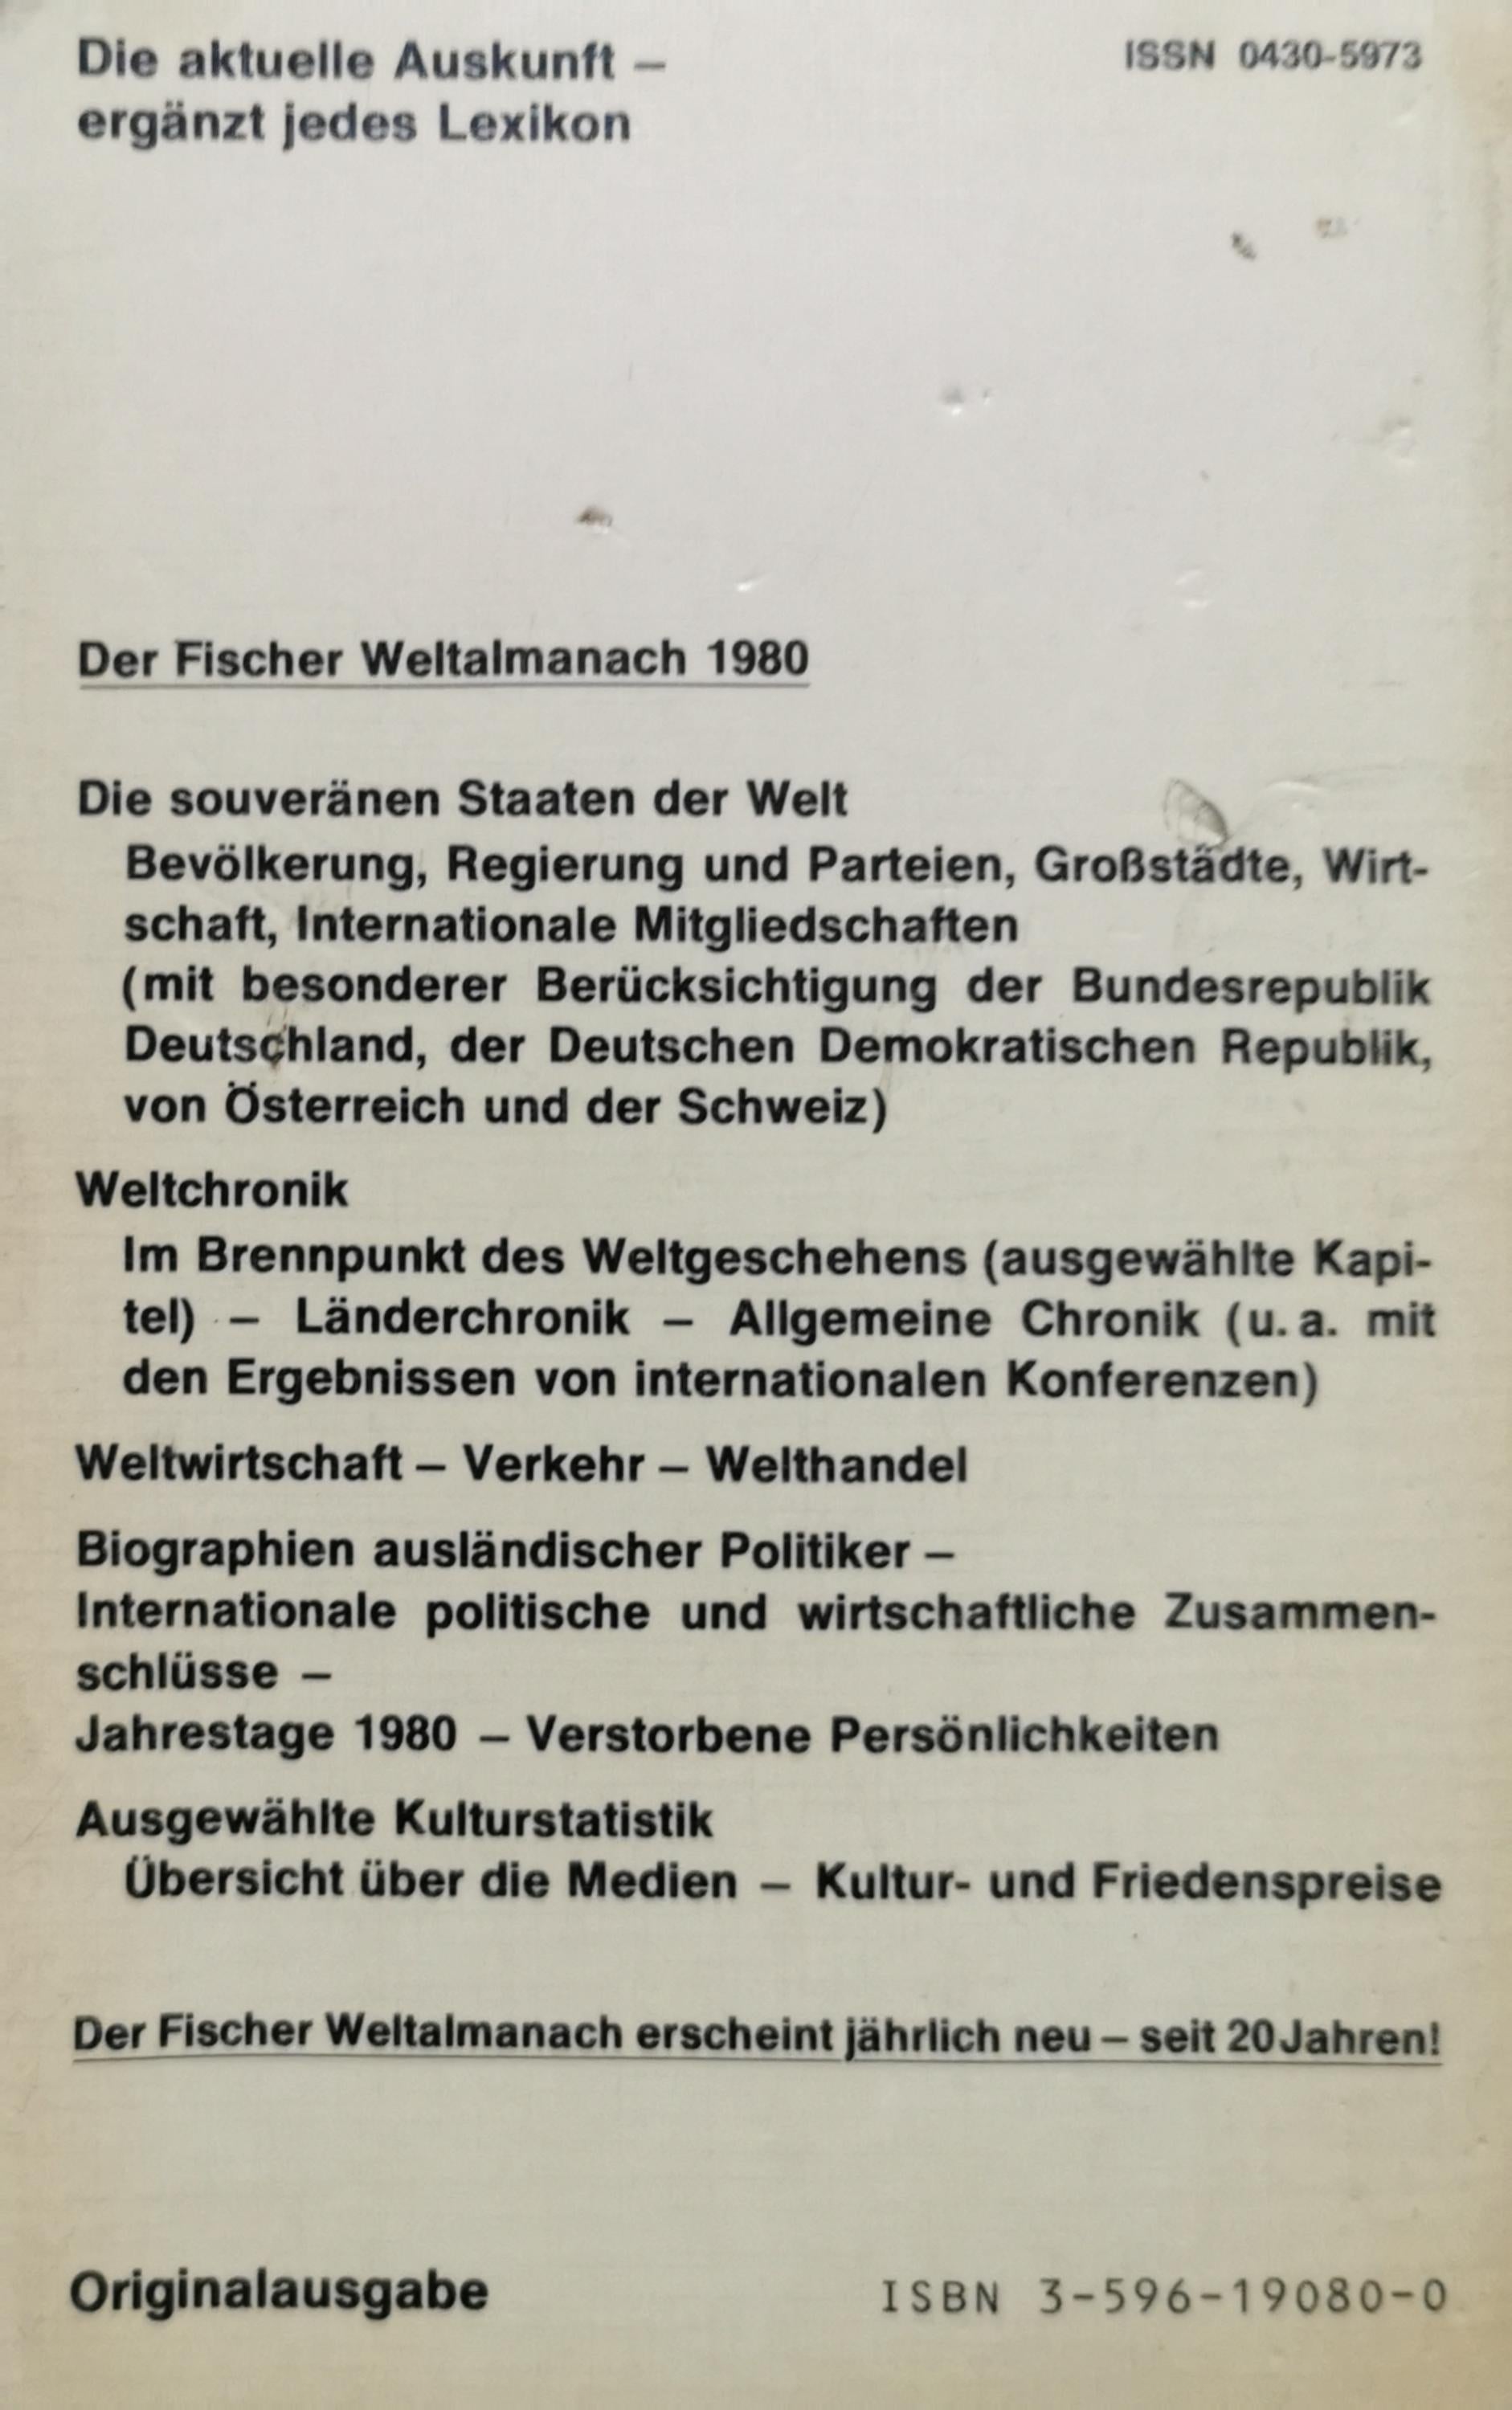 Die aktuelle Auskunft –
ergänzt jedes Lexikon
ISSN 0430-5973
Der Fischer Weltalmanach 1980
Die souveränen Staaten der Welt
Bevölkerung, Regierung und Parteien, Großstädte, Wirt-
schaft, Internationale Mitgliedschaften
(mit besonderer Berücksichtigung der Bundesrepublik
Deutschland, der Deutschen Demokratischen Republik,
von Österreich und der Schweiz)
Weltchronik
Im Brennpunkt des Weltgeschehens (ausgewählte Kapi-
tel) – Länderchronik – Allgemeine Chronik (u. a. mit
den Ergebnissen von internationalen Konferenzen)
Weltwirtschaft – Verkehr – Welthandel
Biographien ausländischer Politiker –
Internationale politische und wirtschaftliche Zusammen-
schlüsse –
Jahrestage 1980 – Verstorbene Persönlichkeiten
Ausgewählte Kulturstatistik
Übersicht über die Medien – Kultur- und Friedenspreise
Der Fischer Weltalmanach erscheint jährlich neu – seit 20 Jahren!
Originalausgabe
ISBN 3-596-19080-0